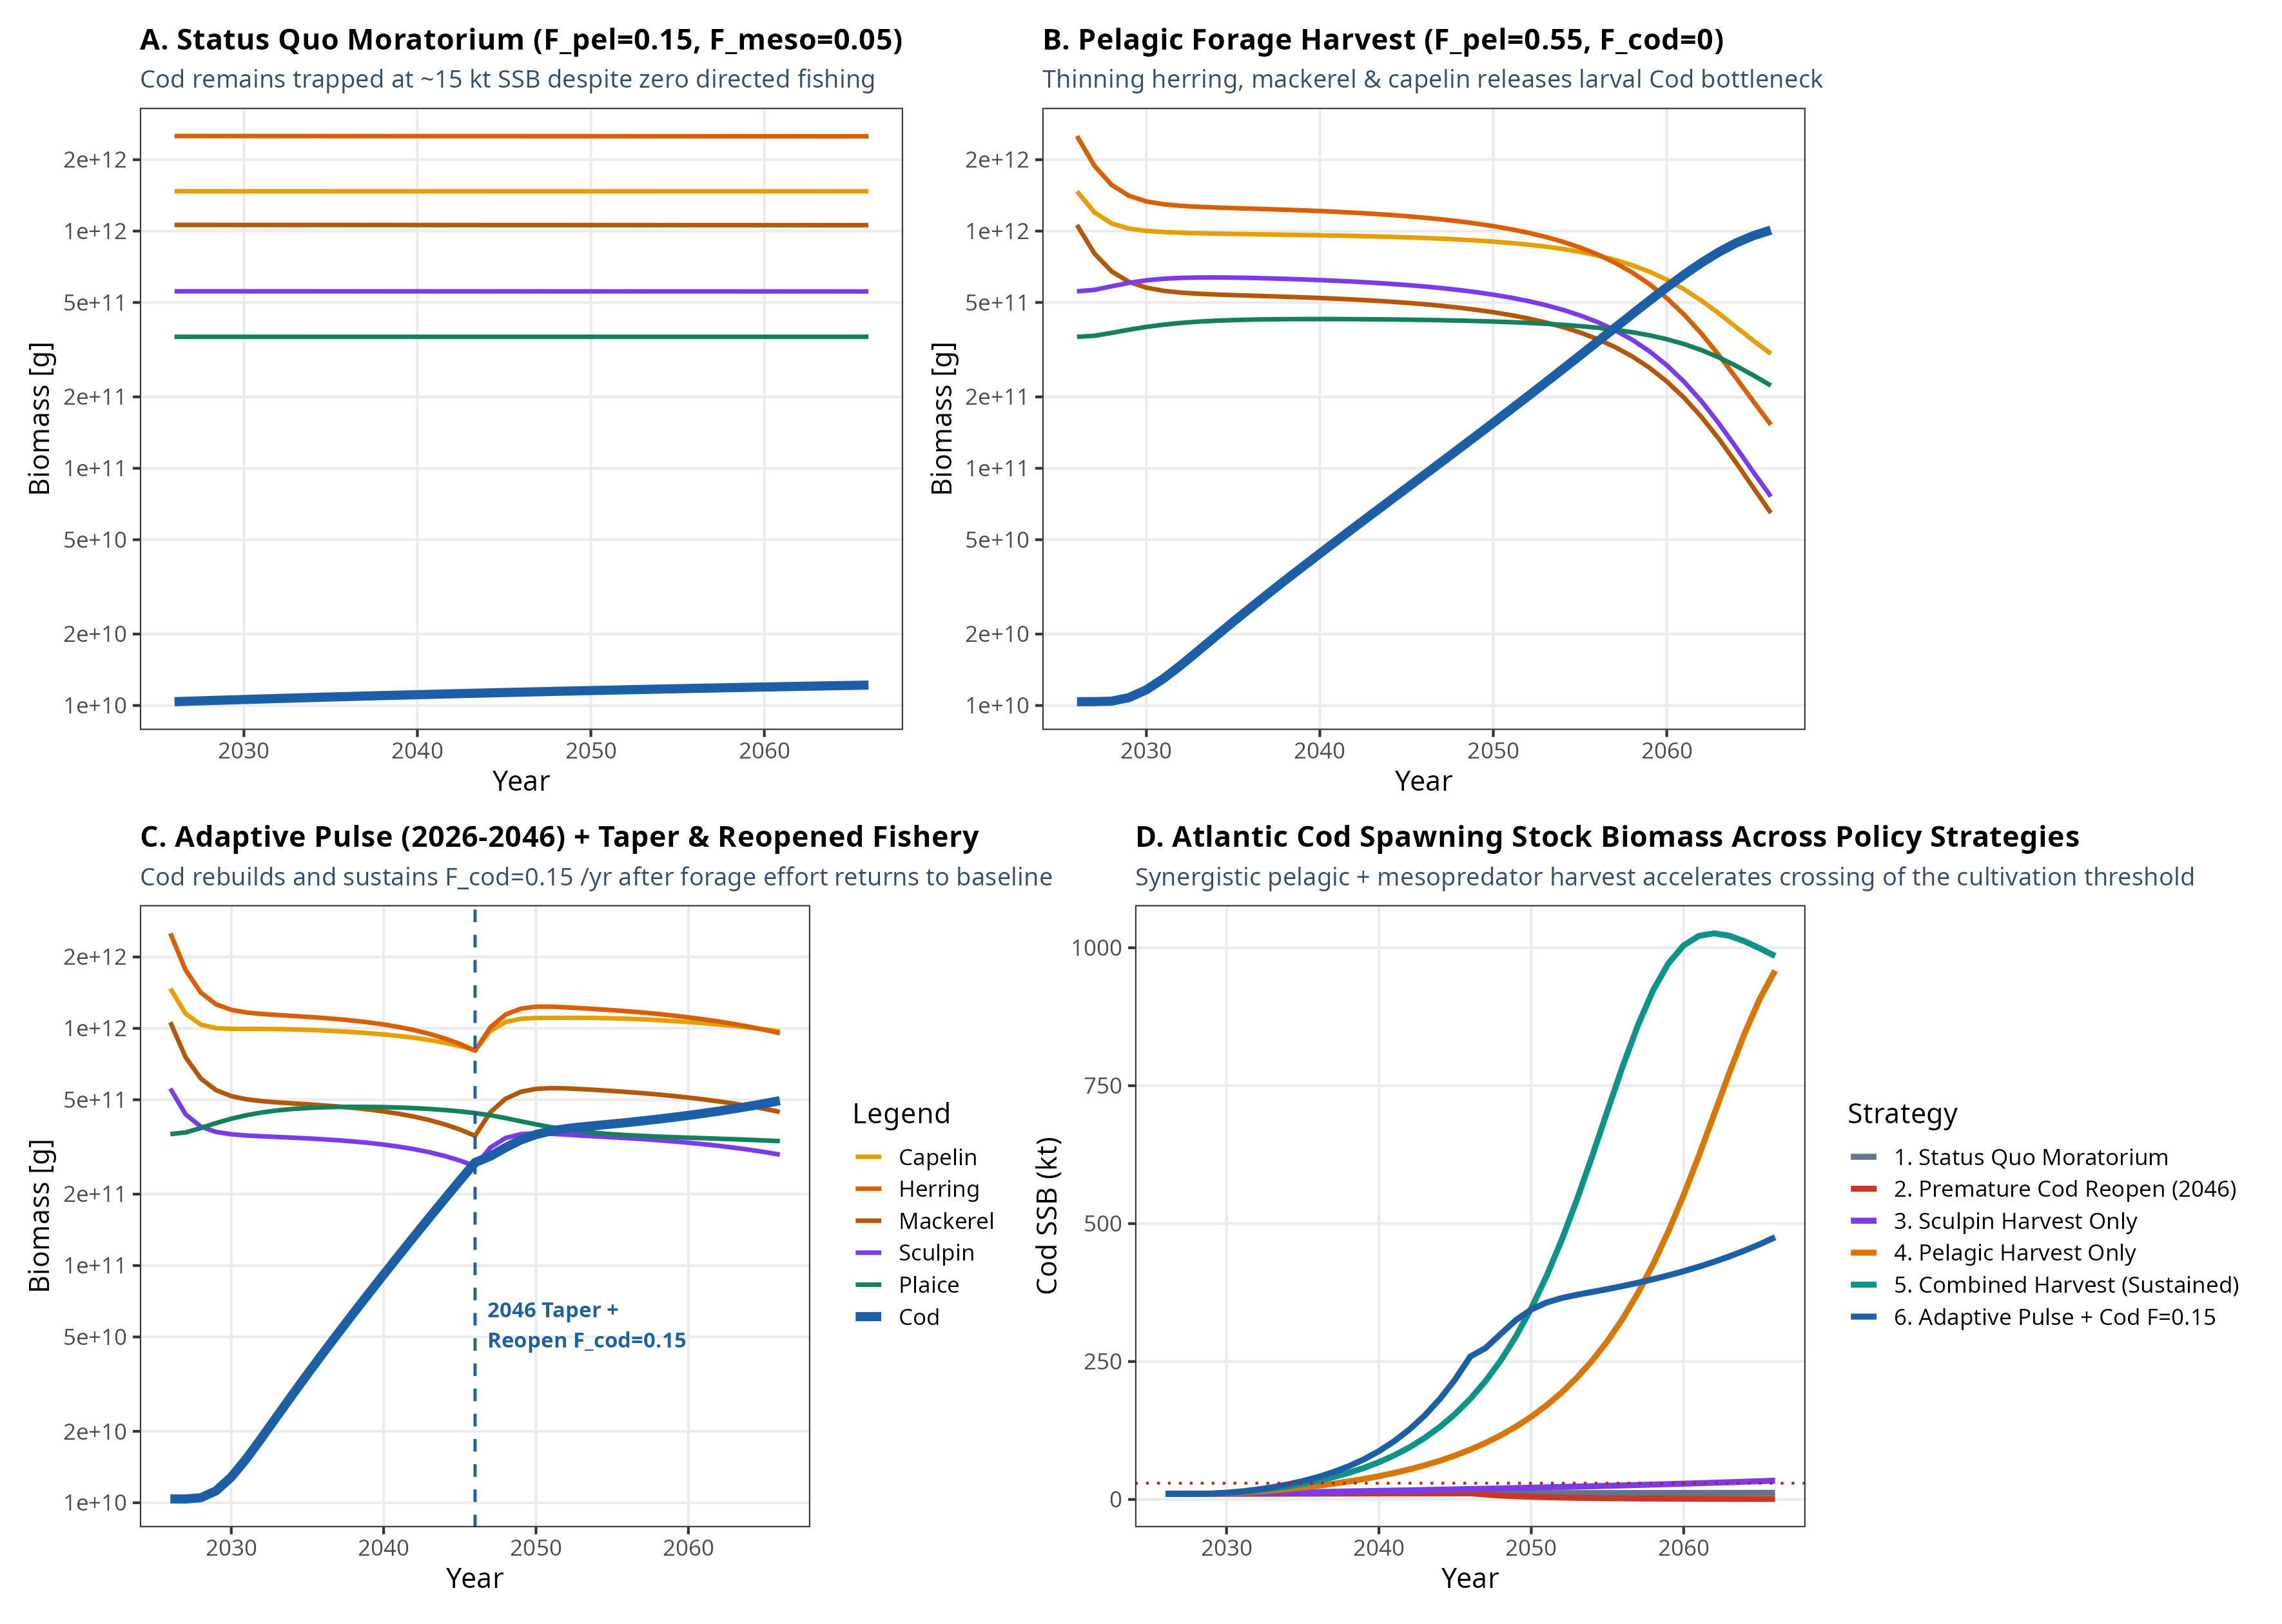 A. Status Quo Moratorium (F_pel=0.15, F_meso=0.05)
Cod remains trapped at ~15 kt SSB despite zero directed fishing
Biomass [g]
2e+12
1e+12
5e+11
2e+11
1e+11
5e+10
2e+10
1e+10
2030
2040
2050
2060
Year
B. Pelagic Forage Harvest (F_pel=0.55, F_cod=0)
Thinning herring, mackerel & capelin releases larval Cod bottleneck
Biomass [g]
2e+12
1e+12
5e+11
2e+11
1e+11
5e+10
2e+10
1e+10
2030
2040
2050
2060
Year
C. Adaptive Pulse (2026-2046) + Taper & Reopened Fishery
Cod rebuilds and sustains F_cod=0.15 /yr after forage effort returns to baseline
Biomass [g]
2e+12
1e+12
5e+11
2e+11
1e+11
5e+10
2e+10
1e+10
2046 Taper +
Reopen F_cod=0.15
2030
2040
2050
2060
Year
Legend
Capelin
Herring
Mackerel
Sculpin
Plaice
Cod
D. Atlantic Cod Spawning Stock Biomass Across Policy Strategies
Synergistic pelagic + mesopredator harvest accelerates crossing of the cultivation threshold
Cod SSB (kt)
1000
750
500
250
0
2030
2040
2050
2060
Year
Strategy
1. Status Quo Moratorium
2. Premature Cod Reopen (2046)
3. Sculpin Harvest Only
4. Pelagic Harvest Only
5. Combined Harvest (Sustained)
6. Adaptive Pulse + Cod F=0.15